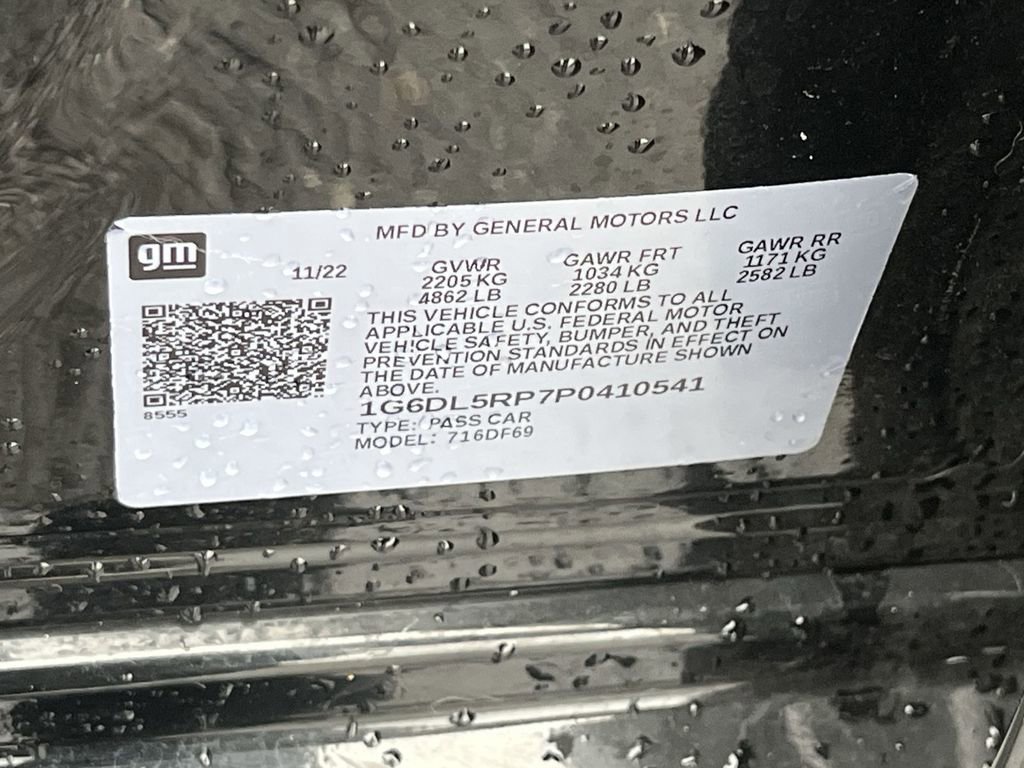 gm
MFD BY GENERAL MOTORS LLC
11/22
GVWR
2205 KG
4862 LB
GAWR FRT
1034 KG
2280 LB
GAWR RR
1171 KG
2582 LB
THIS VEHICLE CONFORMS TO ALL
APPLICABLE U.S. FEDERAL MOTOR
VEHICLE SAFETY, BUMPER, AND THEFT
PREVENTION STANDARDS IN EFFECT ON
THE DATE OF MANUFACTURE SHOWN
ABOVE.
8555
1G6DL5RP7P0410541
TYPE: PASS CAR
MODEL: 716DF69